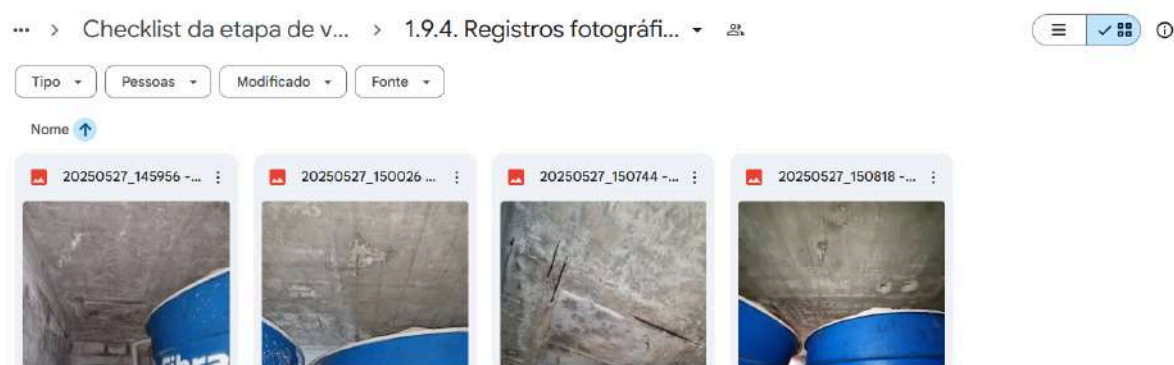 ... > Checklist da etapa de v... > 1.9.4. Registros fotográfi...
Tipo Pessoas Modificado Fonte
Nome
20250527_145956 -... 20250527_150026 ... 20250527_150744 -... 20250527_150818 -...
Fibra